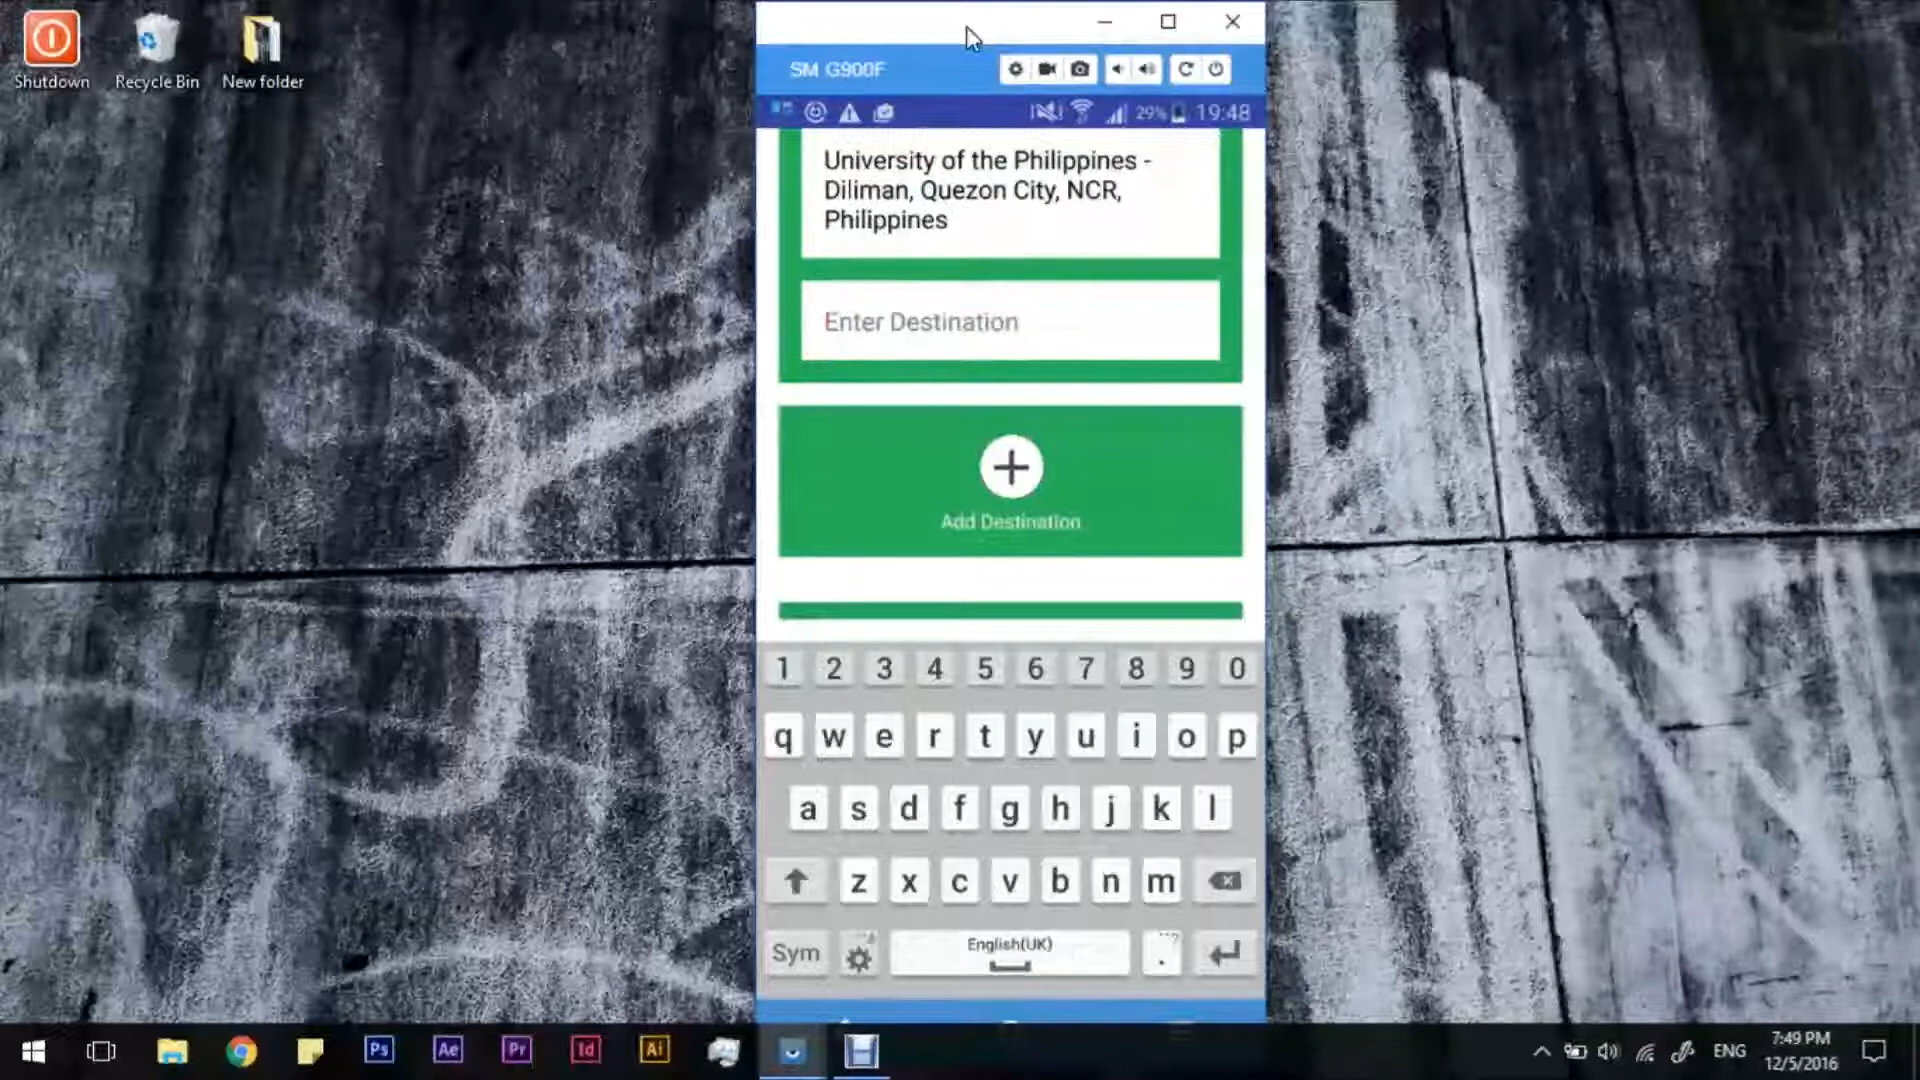 Shutdown
Recycle Bin
New folder
SM G900F
29%
19:48
University of the Philippines -
Diliman, Quezon City, NCR,
Philippines
Enter Destination
Add Destination
1 2 3 4 5 6 7 8 9 0
q w e r t y u i o p
a s d f g h j k l
z x c v b n m
Sym
English(UK)
.
Ps
Ae
Pr
Id
Ai
ENG
7:49 PM
12/5/2016